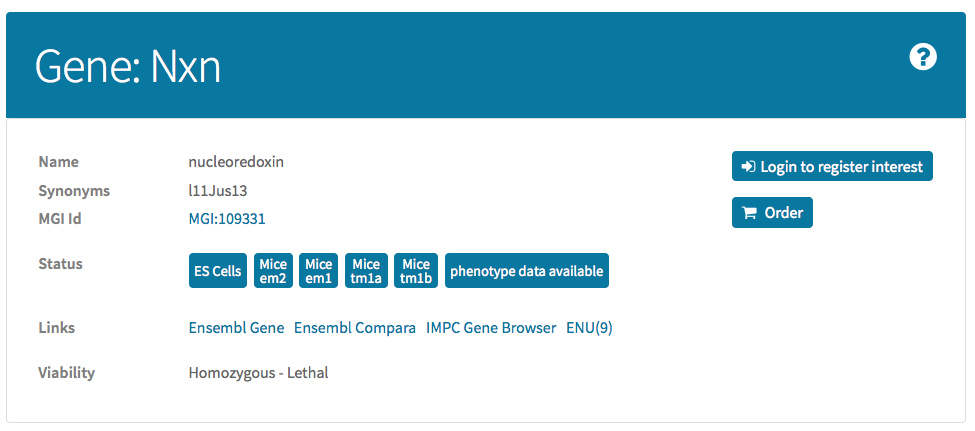 Gene: Nxn
?
Name nucleoredoxin
Login to register interest
Synonyms l11Jus13
MGI Id MGI:109331
Order
Status ES Cells Mice em2 Mice em1 Mice tm1a Mice tm1b phenotype data available
Links Ensembl Gene Ensembl Compara IMPC Gene Browser ENU(9)
Viability Homozygous - Lethal